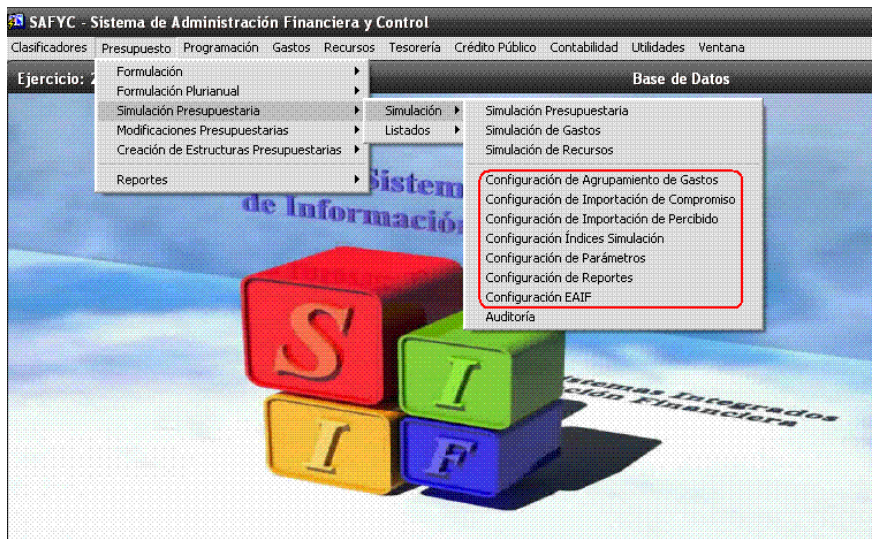 SAFYC - Sistema de Administración Financiera y Control
Clasificadores Presupuesto Programación Gastos Recursos Tesorería Crédito Público Contabilidad Utilidades Ventana
Ejercicio: Base de Datos
Formulación
Formulación Plurianual
Simulación Presupuestaria
Modificaciones Presupuestarias
Creación de Estructuras Presupuestarias
Reportes
Simulación
Listados
Simulación Presupuestaria
Simulación de Gastos
Simulación de Recursos
Configuración de Agrupamiento de Gastos
Configuración de Importación de Compromiso
Configuración de Importación de Percibido
Configuración Índices Simulación
Configuración de Parámetros
Configuración de Reportes
Configuración EAIF
Auditoría
de
S I
I F
Integrados
Financiera